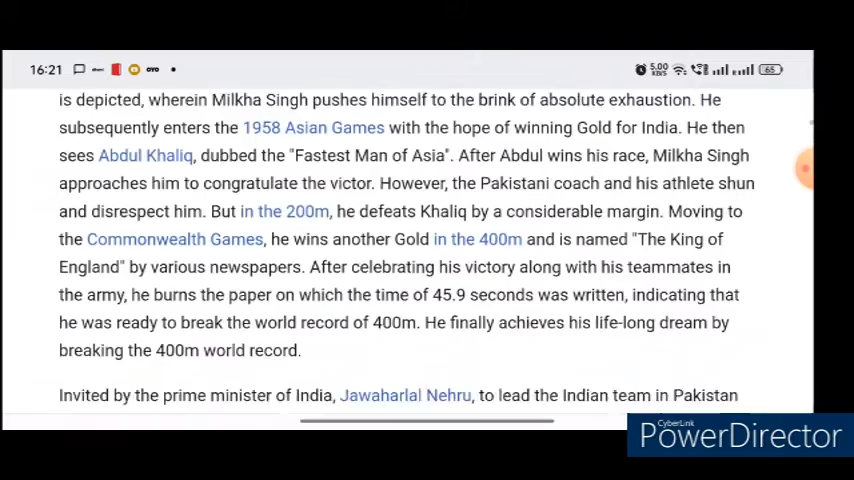 16:21 5.00 KB/S 65
is depicted, wherein Milkha Singh pushes himself to the brink of absolute exhaustion. He
subsequently enters the 1958 Asian Games with the hope of winning Gold for India. He then
sees Abdul Khaliq, dubbed the "Fastest Man of Asia". After Abdul wins his race, Milkha Singh
approaches him to congratulate the victor. However, the Pakistani coach and his athlete shun
and disrespect him. But in the 200m, he defeats Khaliq by a considerable margin. Moving to
the Commonwealth Games, he wins another Gold in the 400m and is named "The King of
England" by various newspapers. After celebrating his victory along with his teammates in
the army, he burns the paper on which the time of 45.9 seconds was written, indicating that
he was ready to break the world record of 400m. He finally achieves his life-long dream by
breaking the 400m world record.
Invited by the prime minister of India, Jawaharlal Nehru, to lead the Indian team in Pakistan
CyberLink
PowerDirector